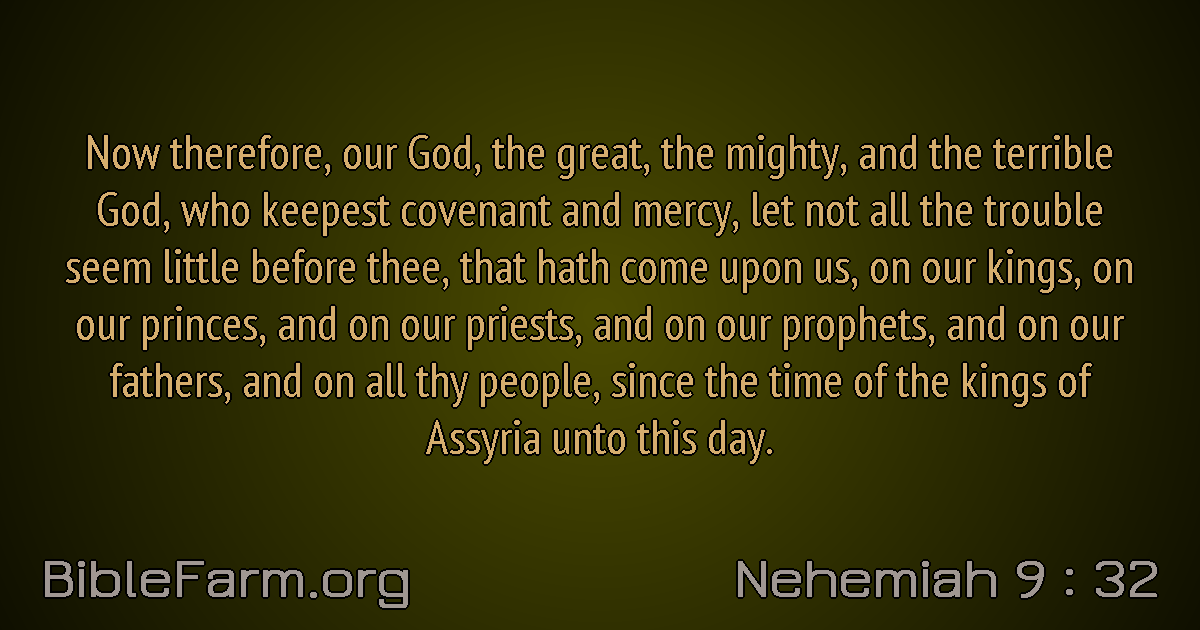 Now therefore, our God, the great, the mighty, and the terrible
God, who keepest covenant and mercy, let not all the trouble
seem little before thee, that hath come upon us, on our kings, on
our princes, and on our priests, and on our prophets, and on our
fathers, and on all thy people, since the time of the kings of
Assyria unto this day.
BibleFarm.org
Nehemiah 9 : 32